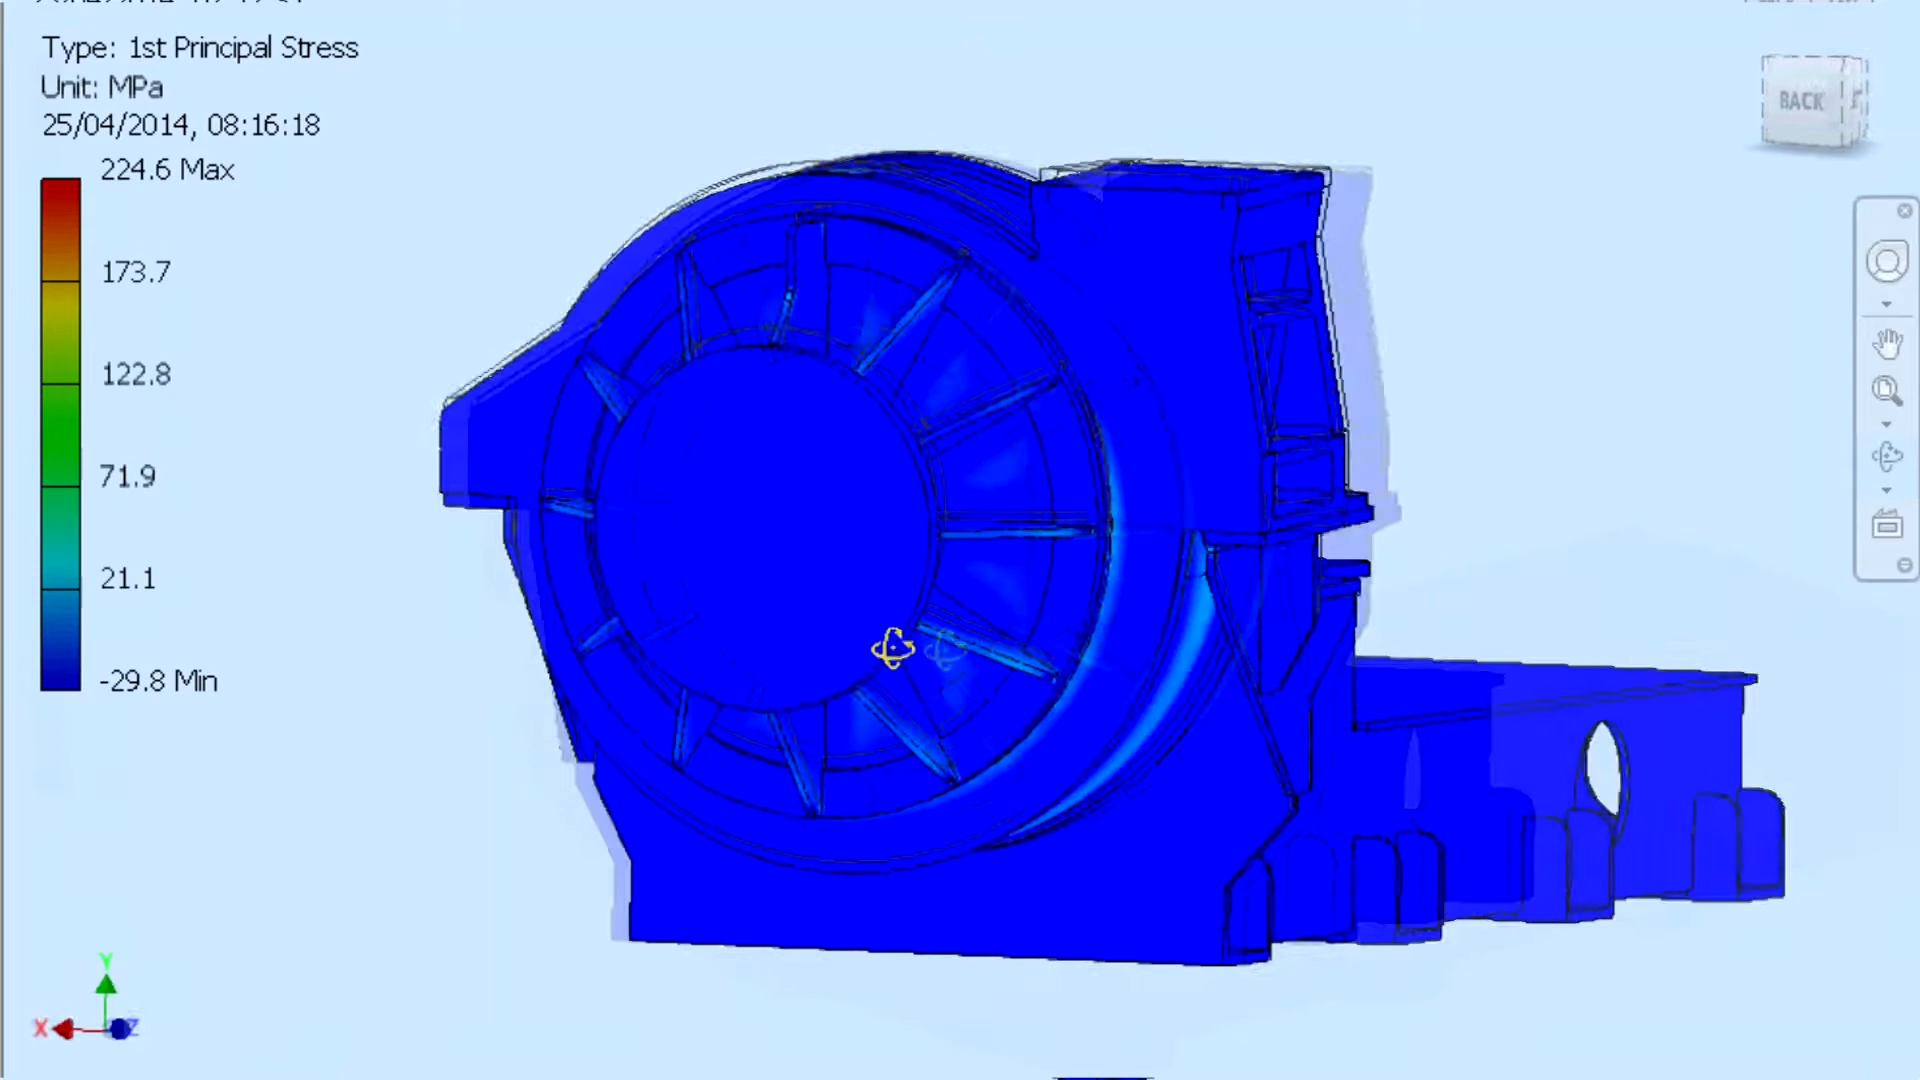 Type: 1st Principal Stress
Unit: MPa
25/04/2014, 08:16:18
224.6 Max
173.7
122.8
71.9
21.1
-29.8 Min
BACK
Y
X
Z